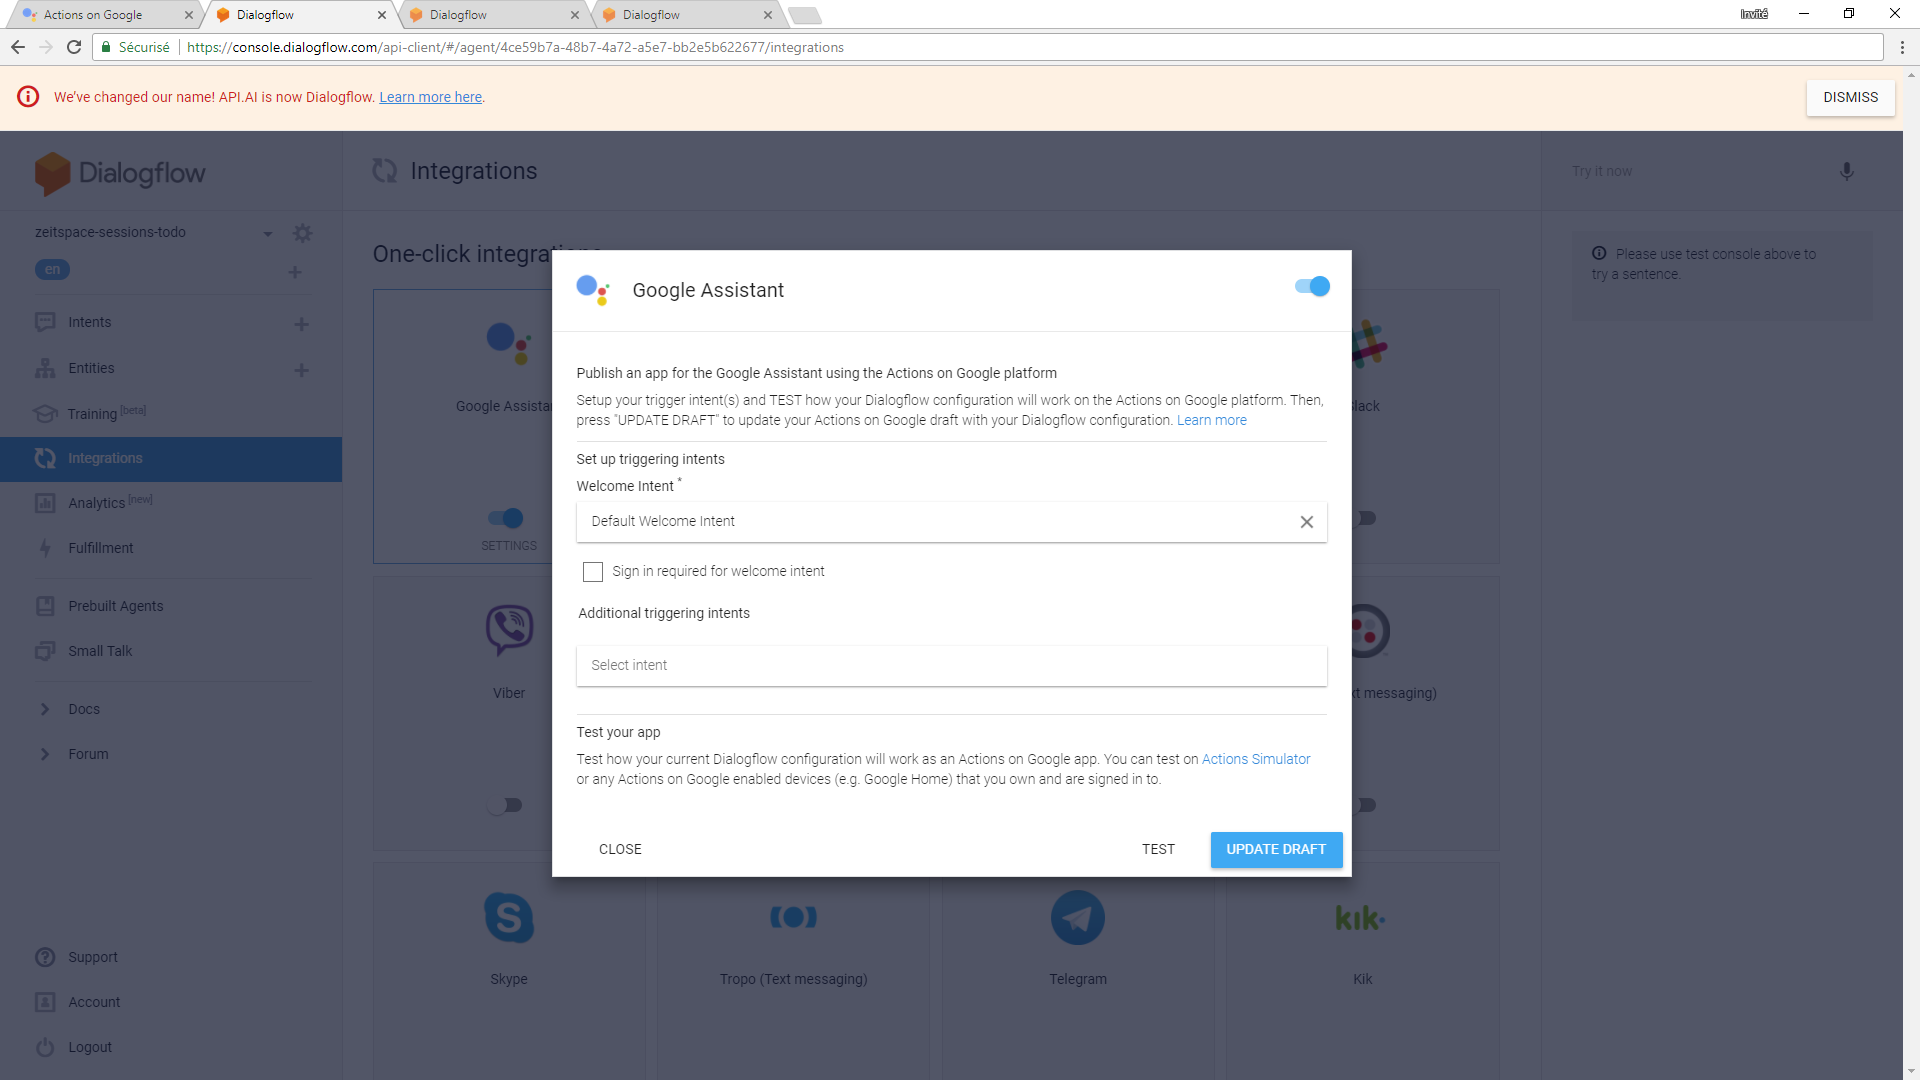 Actions on Google
Dialogflow
Dialogflow
Dialogflow
Invité
Sécurisé
https://console.dialogflow.com/api-client/#/agent/4ce59b7a-48b7-4a72-a5e7-bb2e5b622677/integrations
We've changed our name! API.AI is now Dialogflow. Learn more here.
DISMISS
Dialogflow
Integrations
Try it now
zeitspace-sessions-todo
en
Please use test console above to
try a sentence.
One-click integra
Intents
Entities
Training [beta]
Integrations
Analytics [new]
Fulfillment
Prebuilt Agents
Small Talk
Docs
Forum
Support
Account
Logout
Google Assista
SETTINGS
Slack
Viber
xt messaging)
Skype
Tropo (Text messaging)
Telegram
kik
Kik
Google Assistant
Publish an app for the Google Assistant using the Actions on Google platform
Setup your trigger intent(s) and TEST how your Dialogflow configuration will work on the Actions on Google platform. Then,
press "UPDATE DRAFT" to update your Actions on Google draft with your Dialogflow configuration. Learn more
Set up triggering intents
Welcome Intent *
Default Welcome Intent
Sign in required for welcome intent
Additional triggering intents
Select intent
Test your app
Test how your current Dialogflow configuration will work as an Actions on Google app. You can test on Actions Simulator
or any Actions on Google enabled devices (e.g. Google Home) that you own and are signed in to.
CLOSE
TEST
UPDATE DRAFT